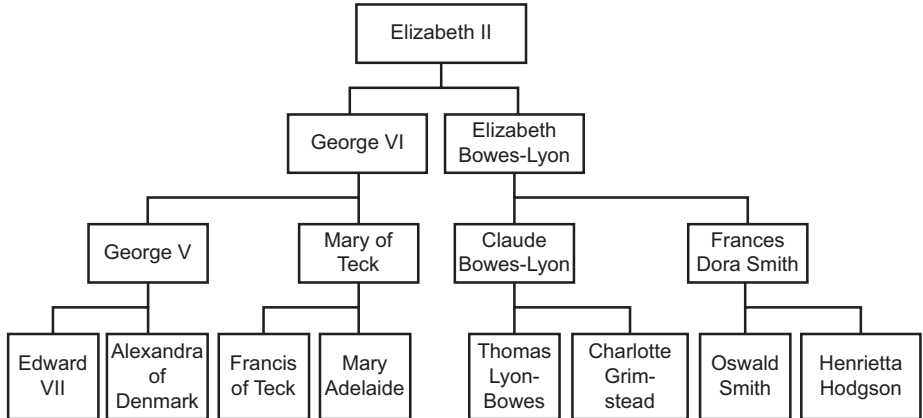 Elizabeth II
George VI
Elizabeth
Bowes-Lyon
George V
Mary of
Teck
Claude
Bowes-Lyon
Frances
Dora Smith
Edward
VII
Alexandra
of
Denmark
Francis
of Teck
Mary
Adelaide
Thomas
Lyon-
Bowes
Charlotte
Grim-
stead
Oswald
Smith
Henrietta
Hodgson